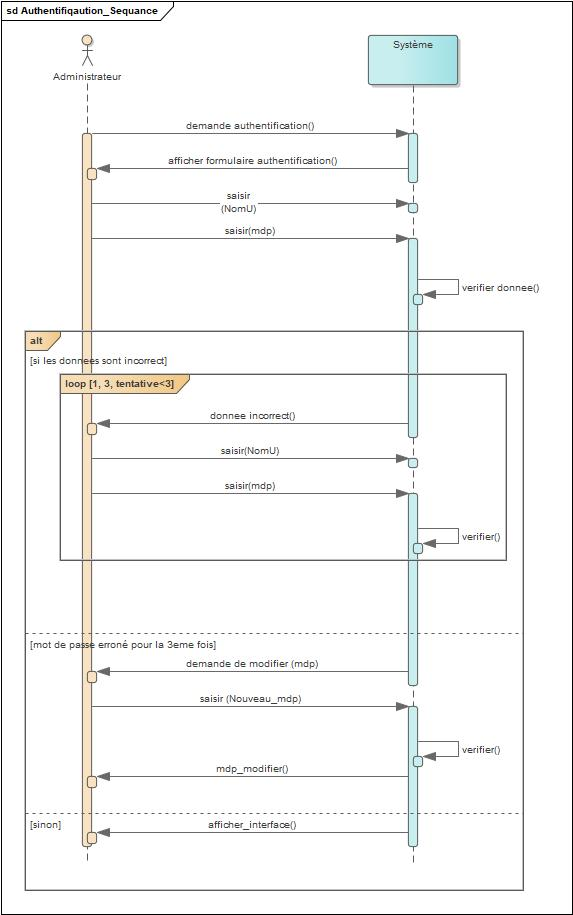 sd Authentifiqaution_Sequance
Système
Administrateur
demande authentification()
afficher formulaire authentification()
saisir
(NomU)
saisir(mdp)
verifier donnee()
alt
[si les donnees sont incorrect]
loop [1, 3, tentative<3]
donnee incorrect()
saisir(NomU)
saisir(mdp)
verifier()
[mot de passe erroné pour la 3eme fois]
demande de modifier (mdp)
saisir (Nouveau_mdp)
verifier()
mdp_modifier()
[sinon]
afficher_interface()